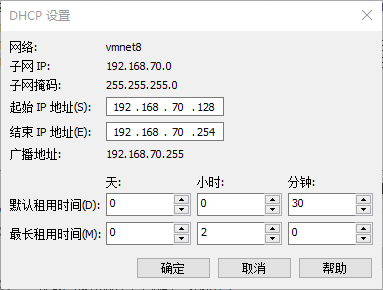 DHCP 设置
网络: vmnet8
子网 IP: 192.168.70.0
子网掩码: 255.255.255.0
起始 IP 地址(S): 192 . 168 . 70 . 128
结束 IP 地址(E): 192 . 168 . 70 . 254
广播地址: 192.168.70.255
天: 小时: 分钟:
默认租用时间(D): 0 0 30
最长租用时间(M): 0 2 0
确定 取消 帮助